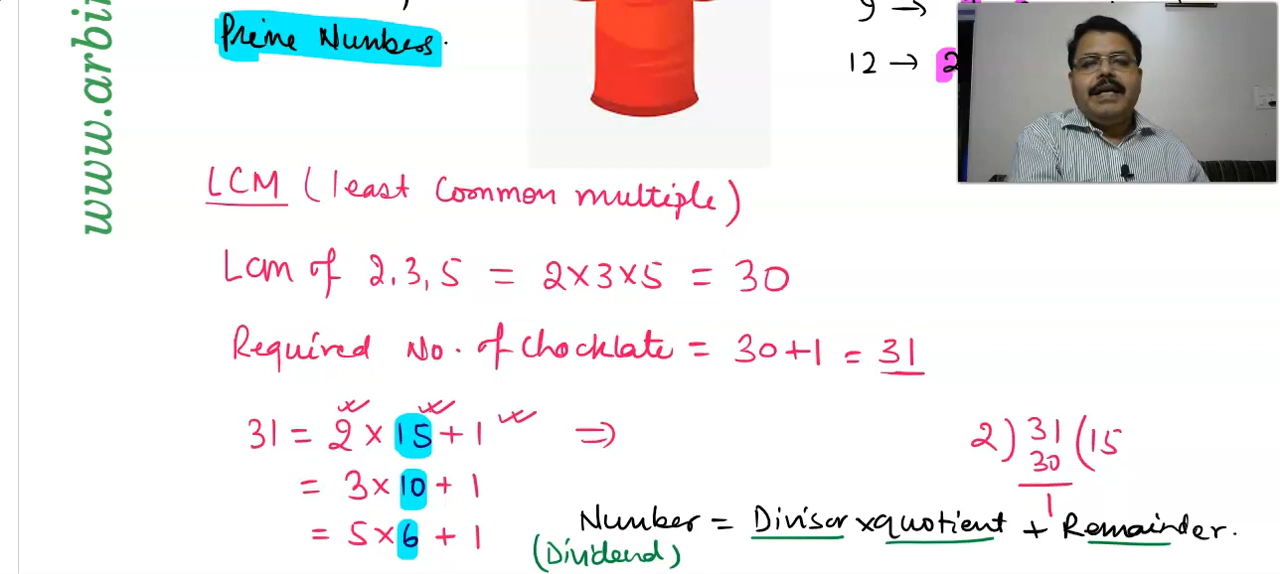 www.arbin
9 →
Prime Numbers.
12 → 2
LCM (least Common multiple)
Lcm of 2,3,5 = 2×3×5 = 30
Required No. of Chocklate = 30+1 = 31
31 = 2 × 15 + 1 ⇒
2) 31 (15
30
1
= 3 × 10 + 1
= 5 × 6 + 1
Number = Divisor × quotient + Remainder.
(Dividend)